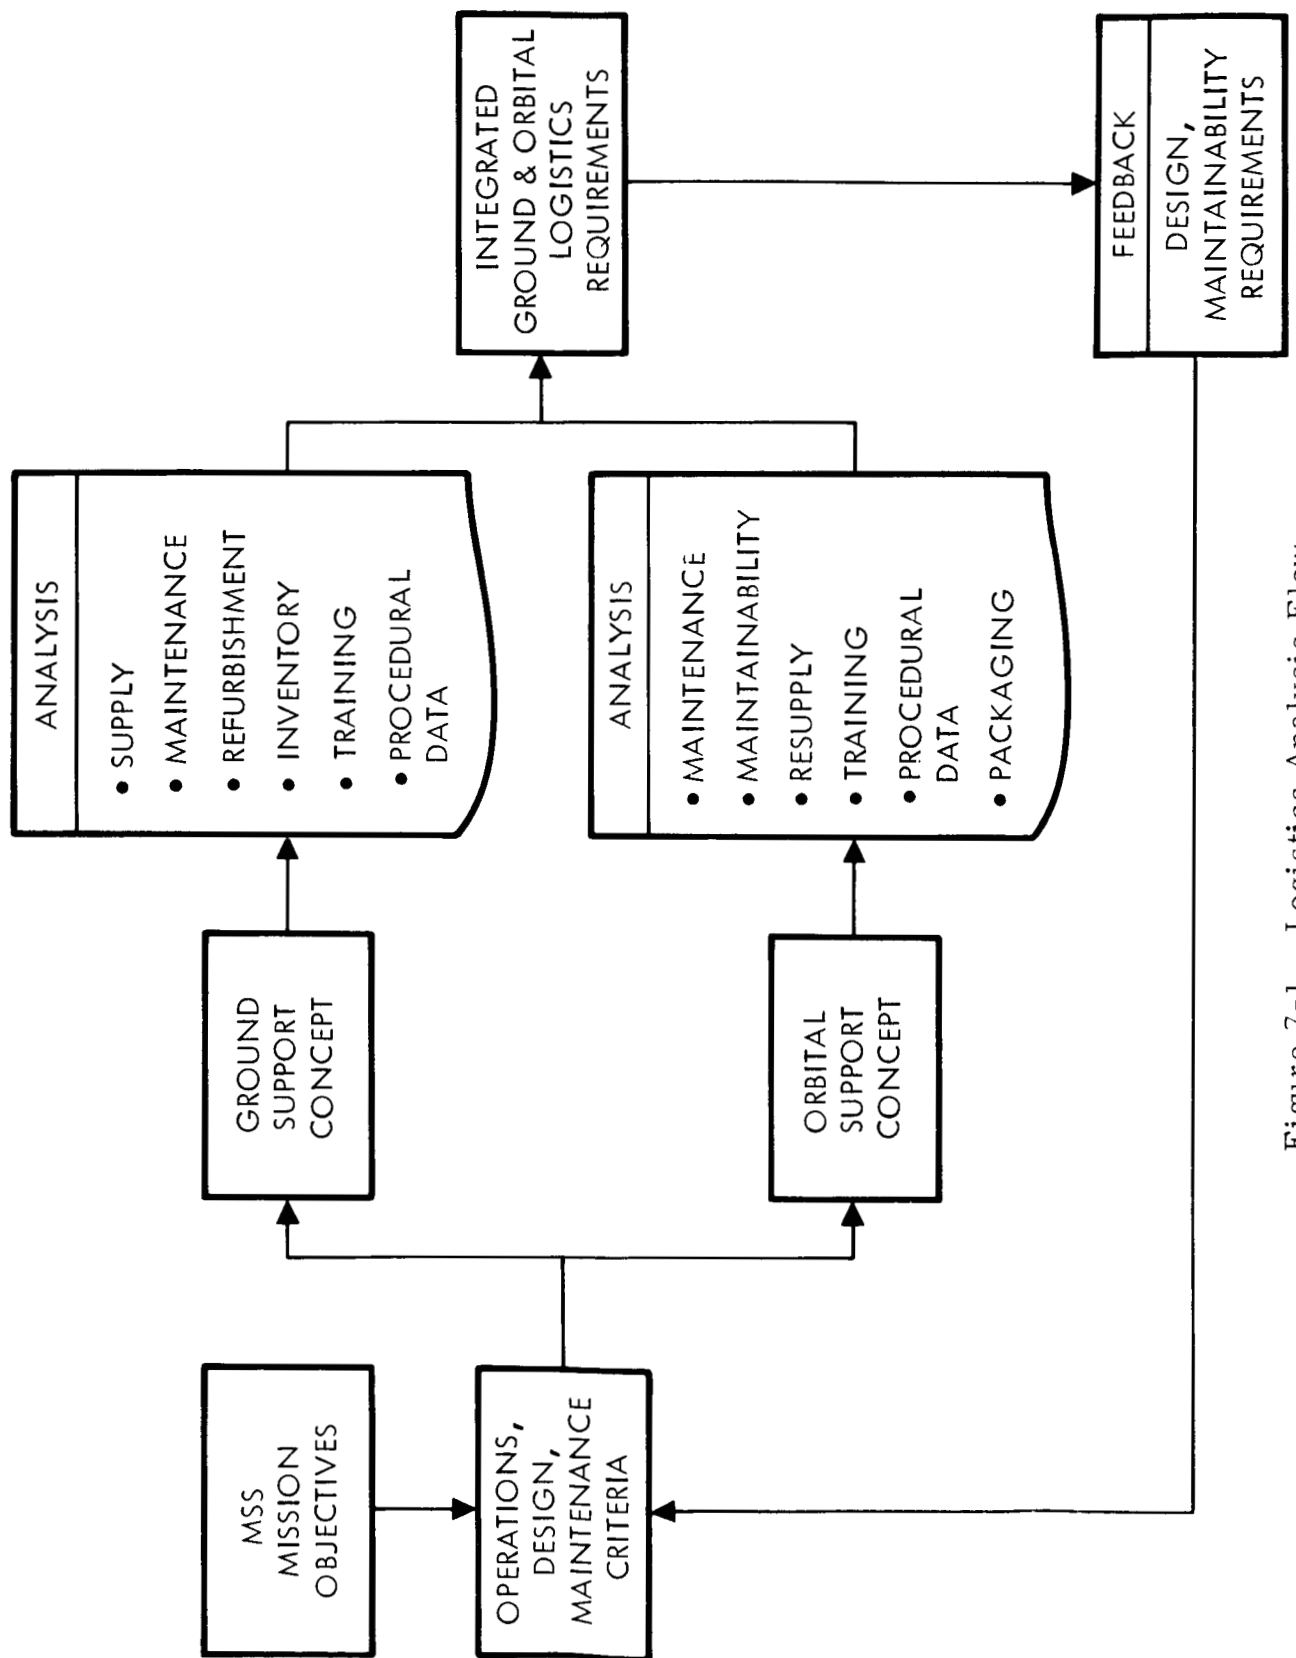 MSS
MISSION
OBJECTIVES
OPERATIONS,
DESIGN,
MAINTENANCE
CRITERIA
GROUND
SUPPORT
CONCEPT
ORBITAL
SUPPORT
CONCEPT
ANALYSIS
• SUPPLY
• MAINTENANCE
• REFURBISHMENT
• INVENTORY
• TRAINING
• PROCEDURAL
DATA
ANALYSIS
• MAINTENANCE
• MAINTAINABILITY
• RESUPPLY
• TRAINING
• PROCEDURAL
DATA
• PACKAGING
INTEGRATED
GROUND & ORBITAL
LOGISTICS
REQUIREMENTS
FEEDBACK
DESIGN,
MAINTAINABILITY
REQUIREMENTS
Figure 7-1. Logistics Analysis Flow